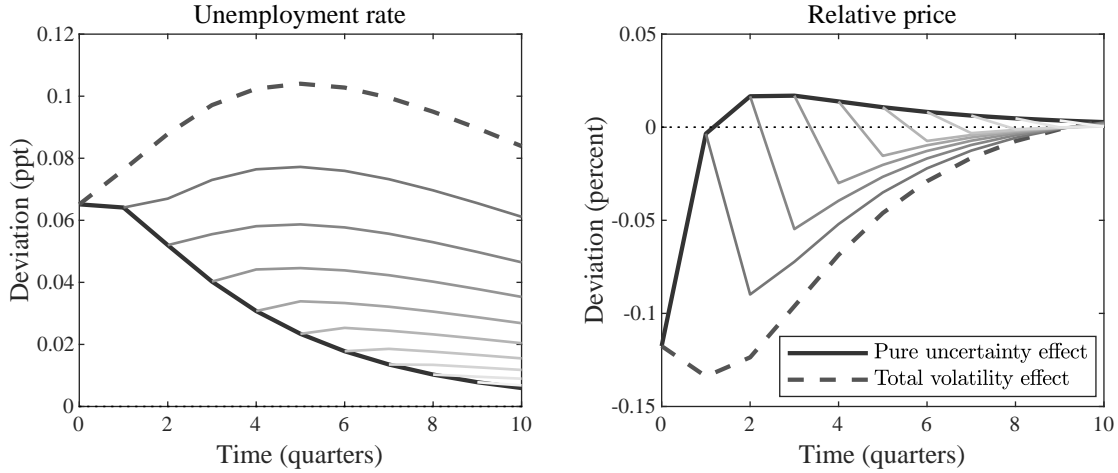 Unemployment rate
0.12
0.1
0.08
0.06
0.04
0.02
0
Deviation (ppt)
0 2 4 6 8 10
Time (quarters)
Relative price
0.05
0
-0.05
-0.1
-0.15
Deviation (percent)
Pure uncertainty effect
Total volatility effect
0 2 4 6 8 10
Time (quarters)